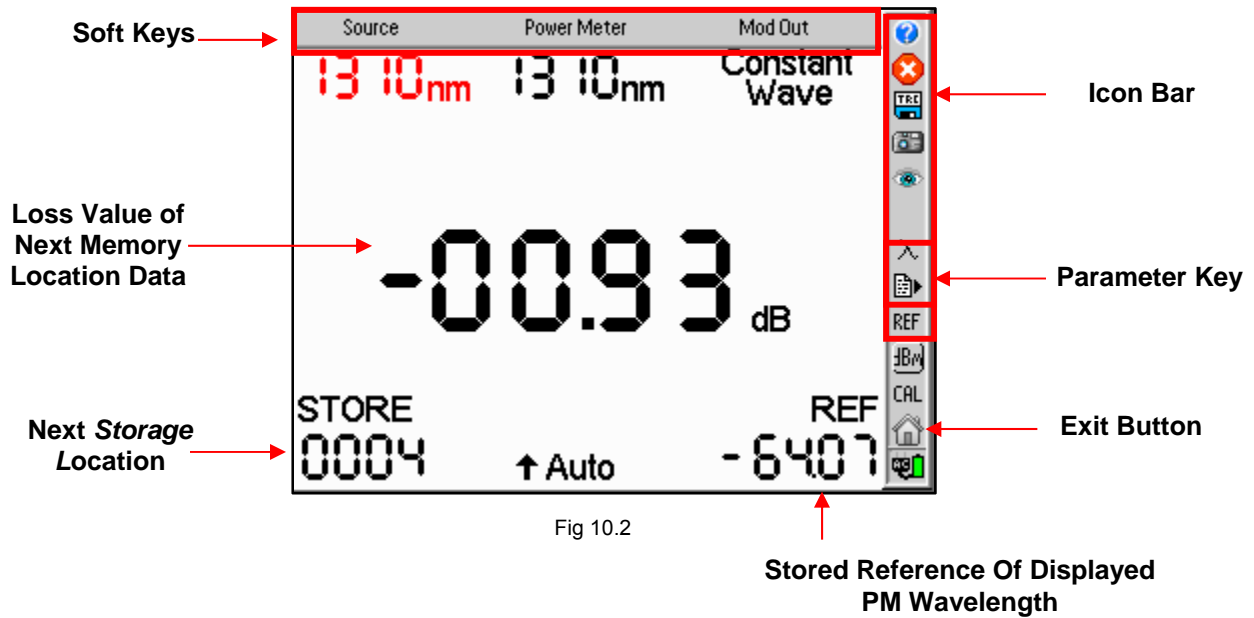 Soft Keys
Source Power Meter Mod Out
1310nm 1310nm Constant
Wave
TRC
Icon Bar
Loss Value of
Next Memory
Location Data
-00.93 dB
Parameter Key
REF
dBm
CAL
STORE REF
Next Storage
Location
0004 Auto -64.07
Exit Button
Fig 10.2
Stored Reference Of Displayed
PM Wavelength